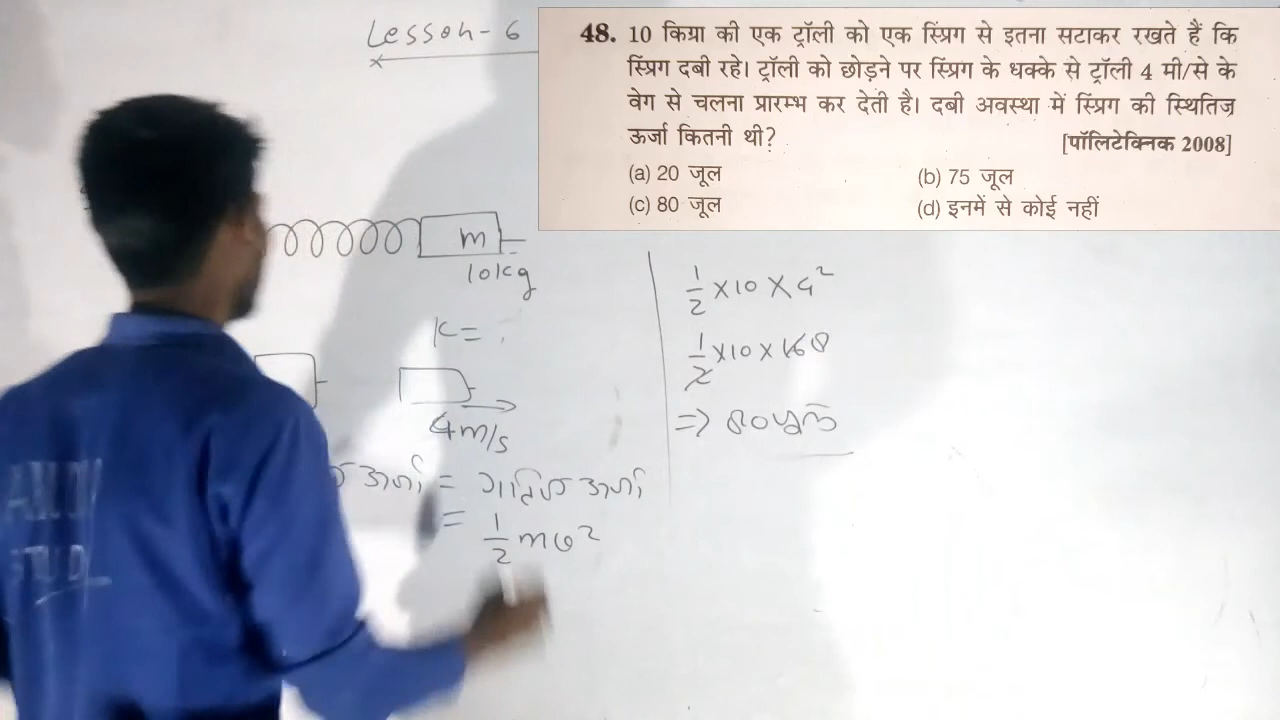 Lesson - 6
48. 10 किग्रा की एक ट्रॉली को एक स्प्रिंग से इतना सटाकर रखते हैं कि
स्प्रिंग दबी रहे। ट्रॉली को छोड़ने पर स्प्रिंग के धक्के से ट्रॉली 4 मी/से के
वेग से चलना प्रारम्भ कर देती है। दबी अवस्था में स्प्रिंग की स्थितिज
ऊर्जा कितनी थी? [पॉलिटेक्निक 2008]
(a) 20 जूल (b) 75 जूल
(c) 80 जूल (d) इनमें से कोई नहीं
m
10kg
K = ?
4m/s
ऊर्जा = गतिज ऊर्जा
= 1/2 mv²
1/2 × 10 × 4²
1/2 × 10 × 16 8
⇒ 80 जूल